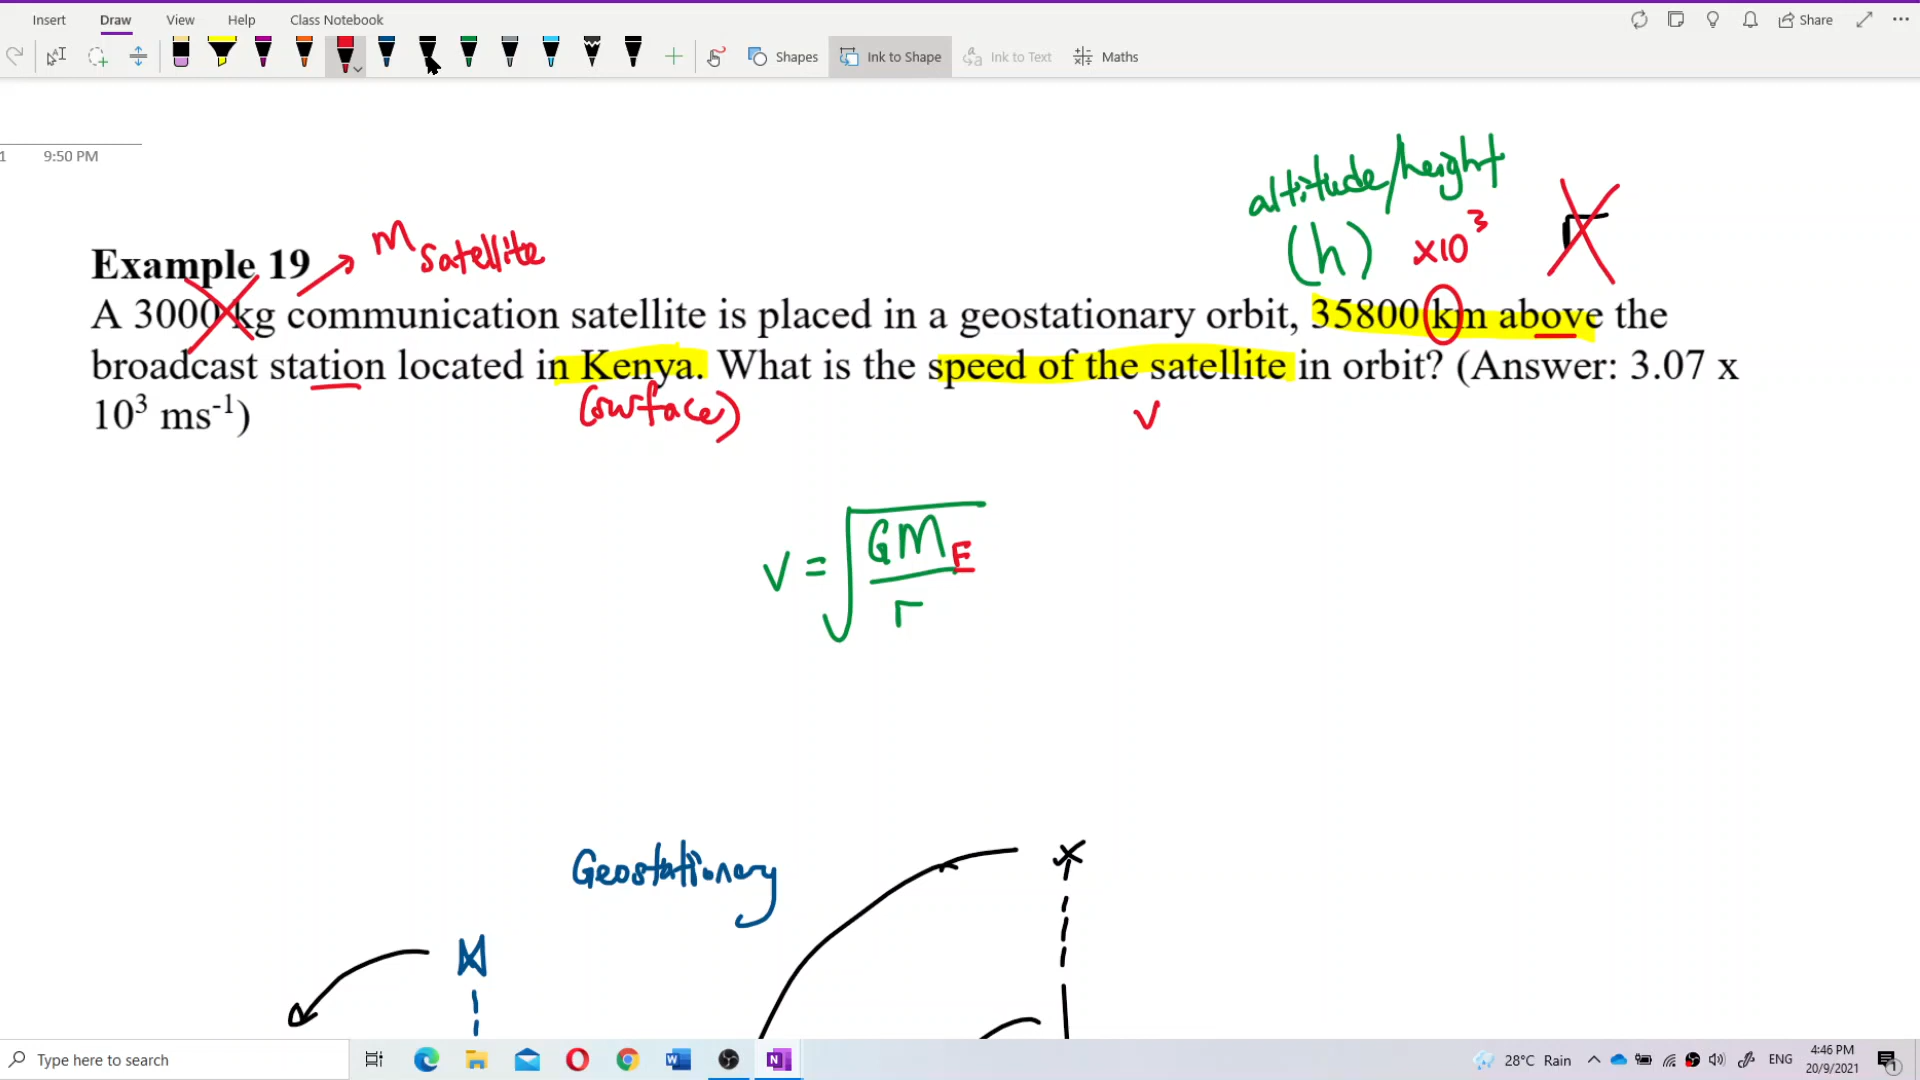 Insert Draw View Help Class Notebook Share
Shapes Ink to Shape Ink to Text Maths
1 9:50 PM
altitude/height
(h) x10³ r
m satellite
Example 19
A 3000 kg communication satellite is placed in a geostationary orbit, 35800 km above the
broadcast station located in Kenya. What is the speed of the satellite in orbit? (Answer: 3.07 x
10³ ms⁻¹)
(surface) v
v = √(GM_E / r)
Geostationary
Type here to search
28°C Rain ENG 4:46 PM
20/9/2021
1